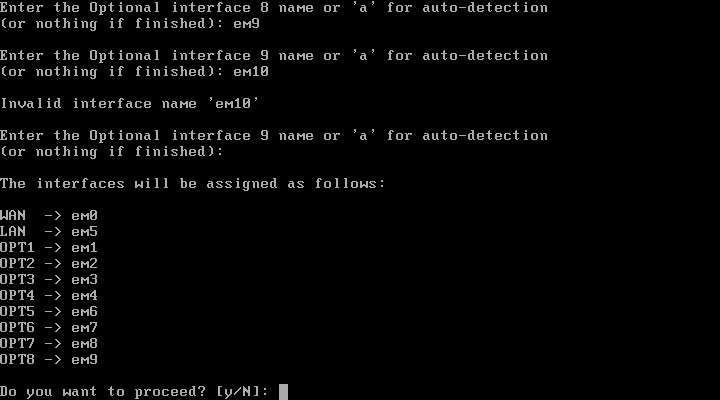 Enter the Optional interface 8 name or 'a' for auto-detection
(or nothing if finished): em9
Enter the Optional interface 9 name or 'a' for auto-detection
(or nothing if finished): em10
Invalid interface name 'em10'
Enter the Optional interface 9 name or 'a' for auto-detection
(or nothing if finished):
The interfaces will be assigned as follows:
WAN  -> em0
LAN  -> em5
OPT1 -> em1
OPT2 -> em2
OPT3 -> em3
OPT4 -> em4
OPT5 -> em6
OPT6 -> em7
OPT7 -> em8
OPT8 -> em9
Do you want to proceed? [y/N]: